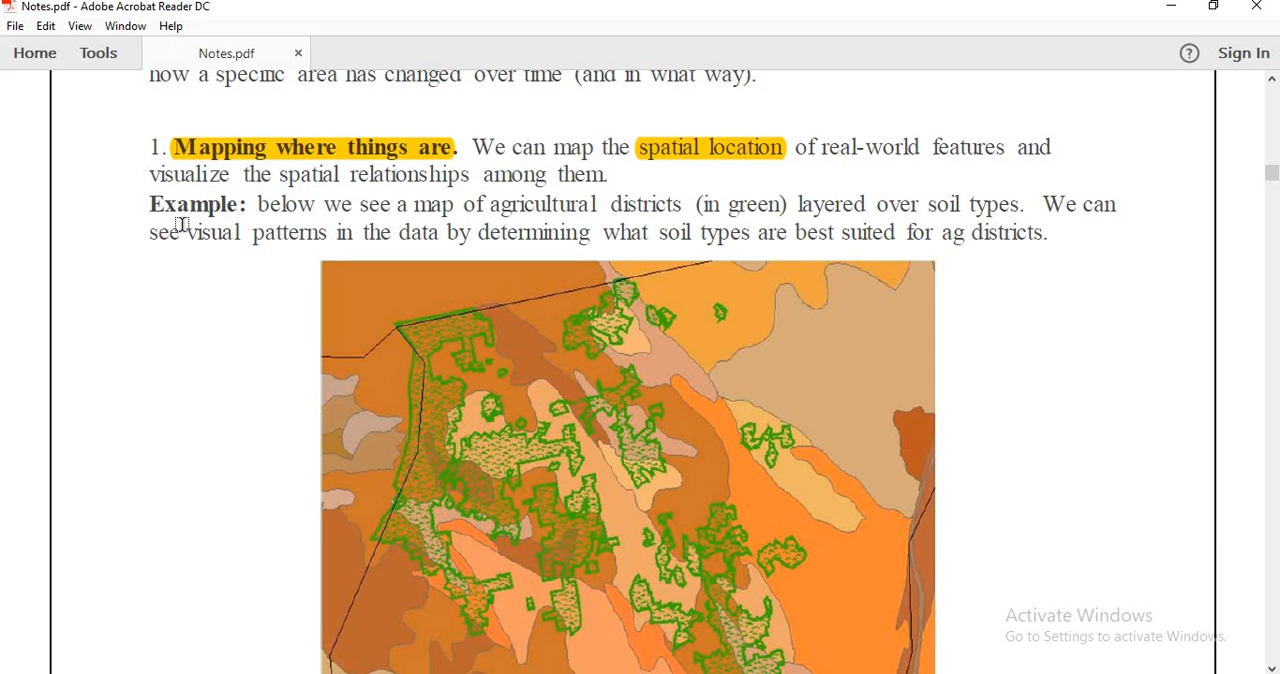 Notes.pdf - Adobe Acrobat Reader DC
File Edit View Window Help
Home Tools Notes.pdf × ? Sign In
how a specific area has changed over time (and in what way).
1. Mapping where things are. We can map the spatial location of real-world features and
visualize the spatial relationships among them.
Example: below we see a map of agricultural districts (in green) layered over soil types. We can
see visual patterns in the data by determining what soil types are best suited for ag districts.
Activate Windows
Go to Settings to activate Windows.